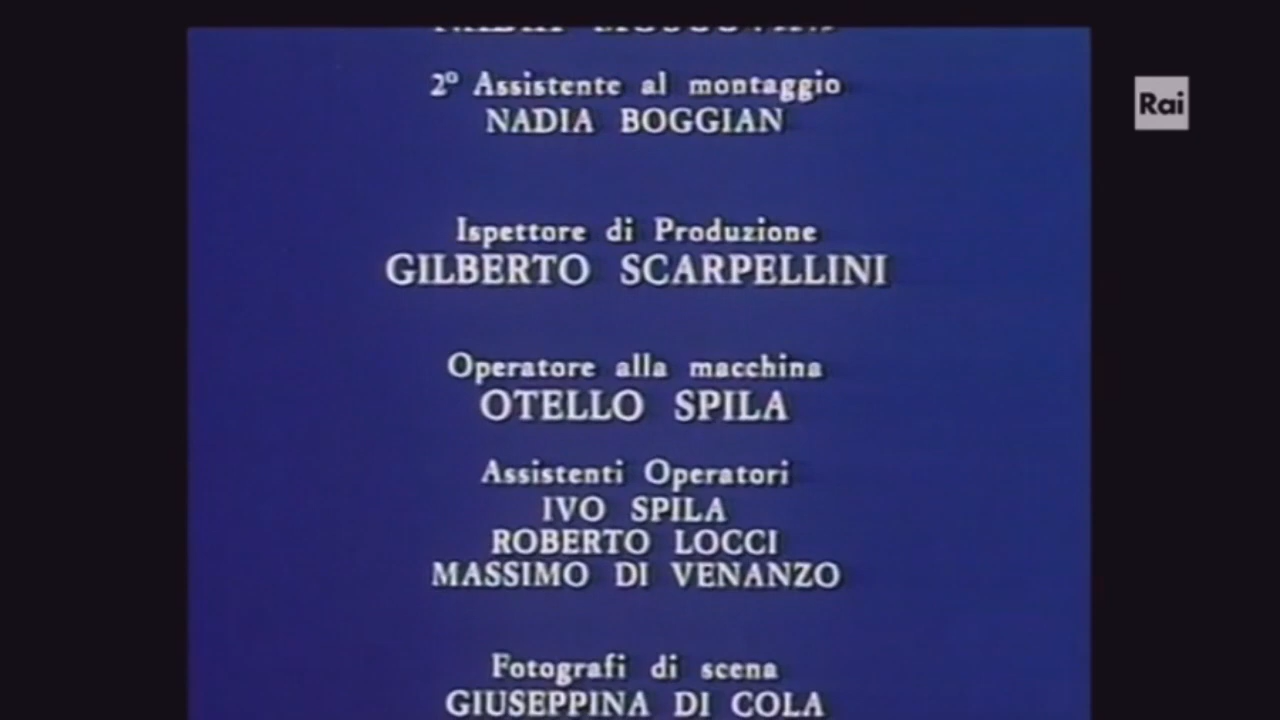 2º Assistente al montaggio
NADIA BOGGIAN
Rai
Ispettore di Produzione
GILBERTO SCARPELLINI
Operatore alla macchina
OTELLO SPILA
Assistenti Operatori
IVO SPILA
ROBERTO LOCCI
MASSIMO DI VENANZO
Fotografi di scena
GIUSEPPINA DI COLA